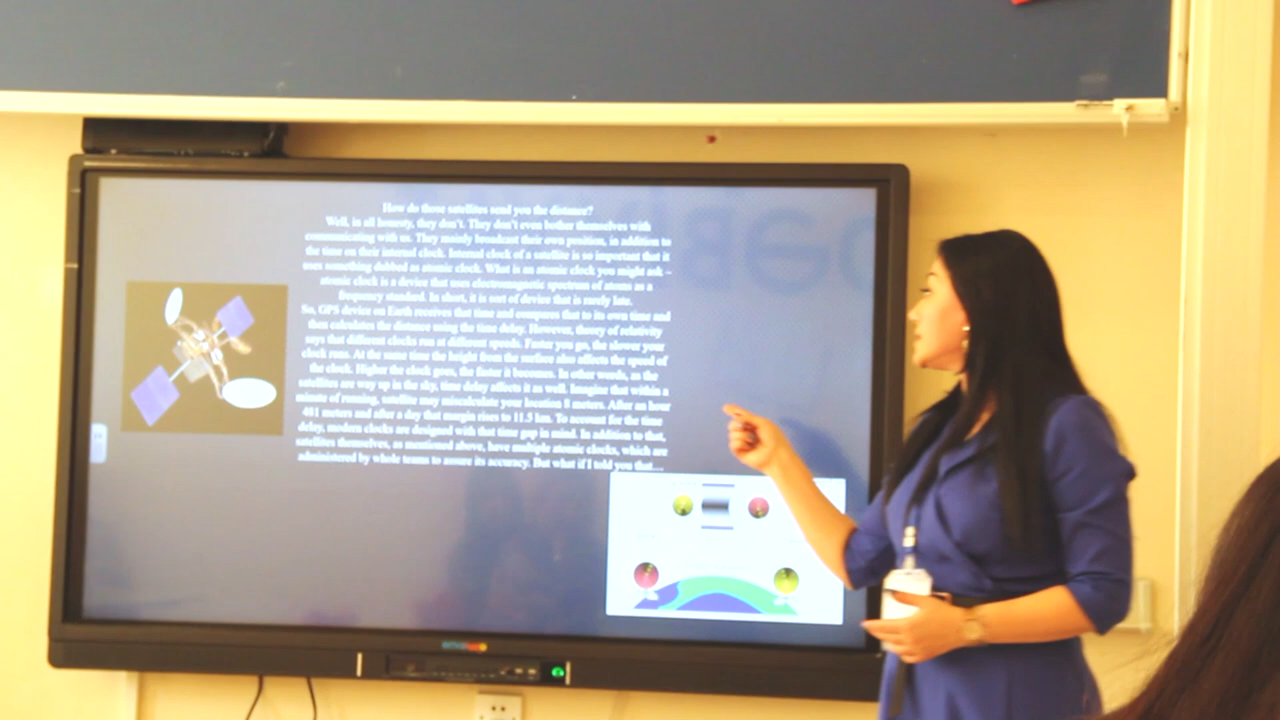 How do those satellites send you the distance?
Well, in all honesty, they don't. They don't even bother themselves with
communicating with us. They mainly broadcast their own position, in addition to
the time on their internal clock. Internal clock of a satellite is so important that it
uses something dubbed as atomic clock. What is an atomic clock you might ask –
atomic clock is a device that uses electromagnetic spectrum of atoms as a
frequency standard. In short, it is sort of device that is rarely late.
So, GPS device on Earth receives that time and compares that to its own time and
then calculates the distance using the time delay. However, theory of relativity
says that different clocks run at different speeds. Faster you go, the slower your
clock runs. At the same time the height from the surface also affects the speed of
the clock. Higher the clock goes, the faster it becomes. In other words, as the
satellites are way up in the sky, time delay affects it as well. Imagine that within a
minute of running, satellite may miscalculate your location 8 meters. After an hour
481 meters and after a day that margin rises to 11.5 km. To account for the time
delay, modern clocks are designed with that time gap in mind. In addition to that,
satellites themselves, as mentioned above, have multiple atomic clocks, which are
administered by whole teams to assure its accuracy. But what if I told you that...